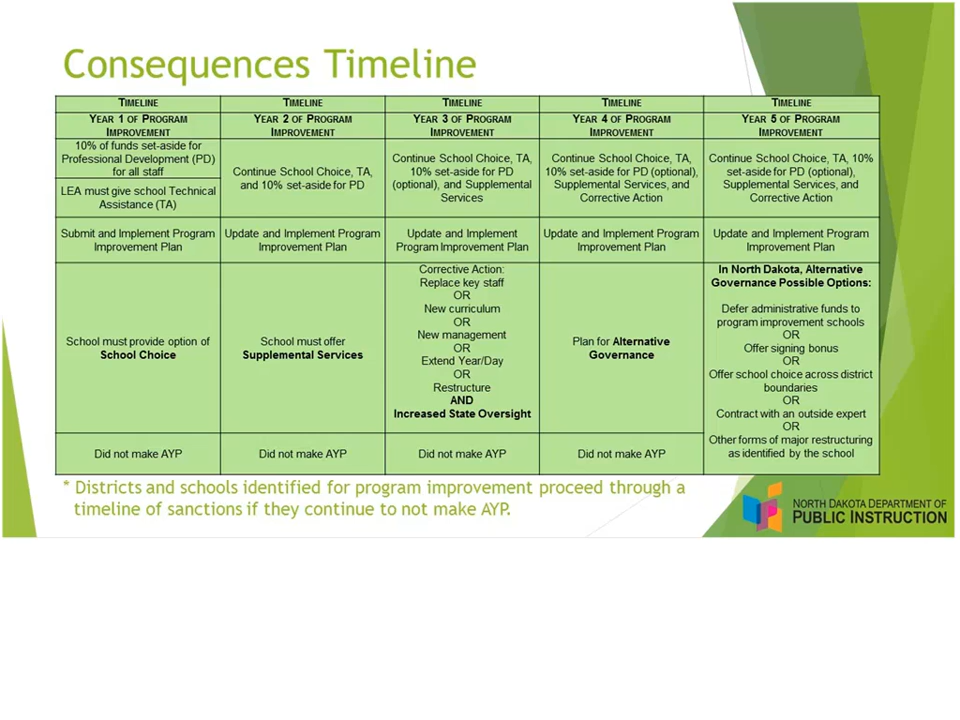 Consequences Timeline
TIMELINE
TIMELINE
TIMELINE
TIMELINE
TIMELINE
YEAR 1 OF PROGRAM
IMPROVEMENT
YEAR 2 OF PROGRAM
IMPROVEMENT
YEAR 3 OF PROGRAM
IMPROVEMENT
YEAR 4 OF PROGRAM
IMPROVEMENT
YEAR 5 OF PROGRAM
IMPROVEMENT
10% of funds set-aside for
Professional Development (PD)
for all staff
LEA must give school Technical
Assistance (TA)
Continue School Choice, TA,
and 10% set-aside for PD
Continue School Choice, TA,
10% set-aside for PD
(optional), and Supplemental
Services
Continue School Choice, TA,
10% set-aside for PD (optional),
Supplemental Services, and
Corrective Action
Continue School Choice, TA, 10%
set-aside for PD (optional),
Supplemental Services, and
Corrective Action
Submit and Implement Program
Improvement Plan
Update and Implement Program
Improvement Plan
Update and Implement
Program Improvement Plan
Update and Implement Program
Improvement Plan
Update and Implement Program
Improvement Plan
School must provide option of
School Choice
School must offer
Supplemental Services
Corrective Action:
Replace key staff
OR
New curriculum
OR
New management
OR
Extend Year/Day
OR
Restructure
AND
Increased State Oversight
Plan for Alternative
Governance
In North Dakota, Alternative
Governance Possible Options:
Defer administrative funds to
program improvement schools
OR
Offer signing bonus
OR
Offer school choice across district
boundaries
OR
Contract with an outside expert
OR
Other forms of major restructuring
as identified by the school
Did not make AYP
Did not make AYP
Did not make AYP
Did not make AYP
* Districts and schools identified for program improvement proceed through a
timeline of sanctions if they continue to not make AYP.
NORTH DAKOTA DEPARTMENT OF
PUBLIC INSTRUCTION